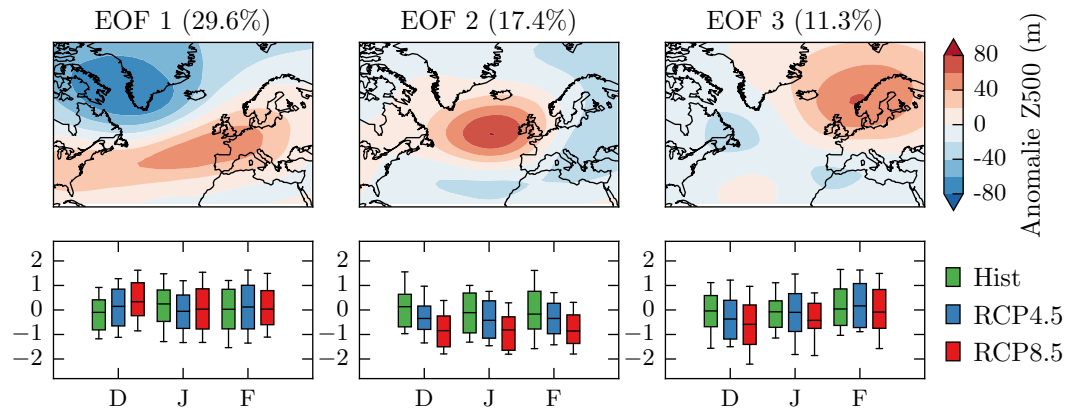 EOF 1 (29.6%)
EOF 2 (17.4%)
EOF 3 (11.3%)
80
40
0
-40
-80
Anomalie Z500 (m)
2
1
0
−1
−2
D
J
F
2
1
0
−1
−2
D
J
F
2
1
0
−1
−2
D
J
F
Hist
RCP4.5
RCP8.5